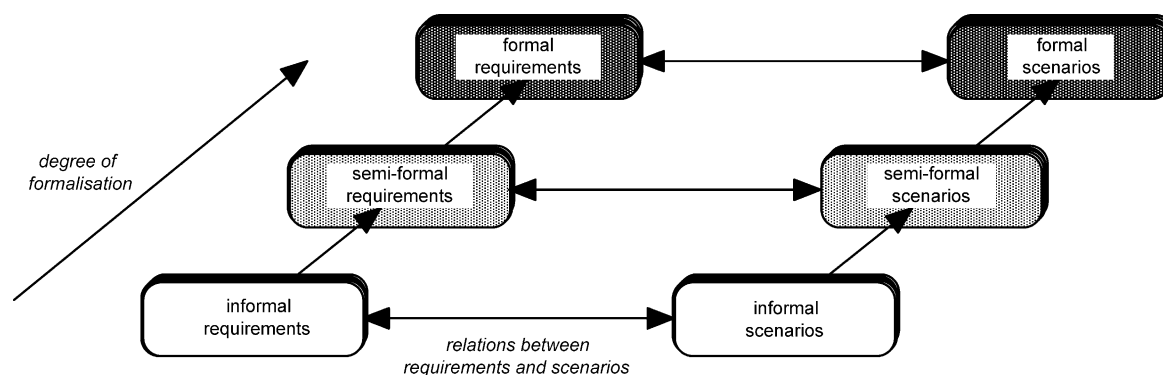 formal
requirements
formal
scenarios
degree of
formalisation
semi-formal
requirements
semi-formal
scenarios
informal
requirements
informal
scenarios
relations between
requirements and scenarios